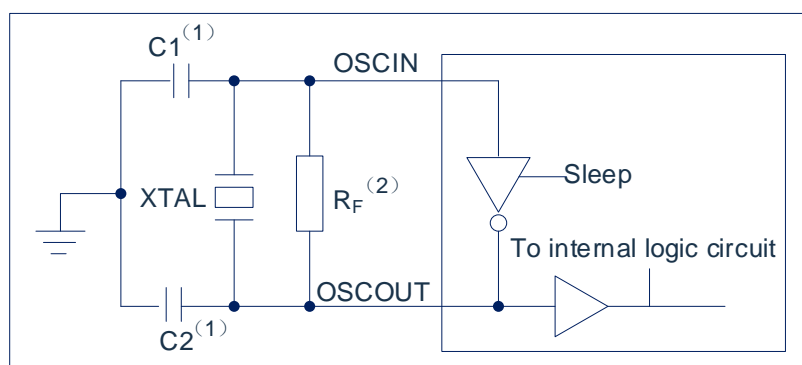 C1（1）
OSCIN
Sleep
XTAL
RF（2）
To internal logic circuit
OSCOUT
C2（1）